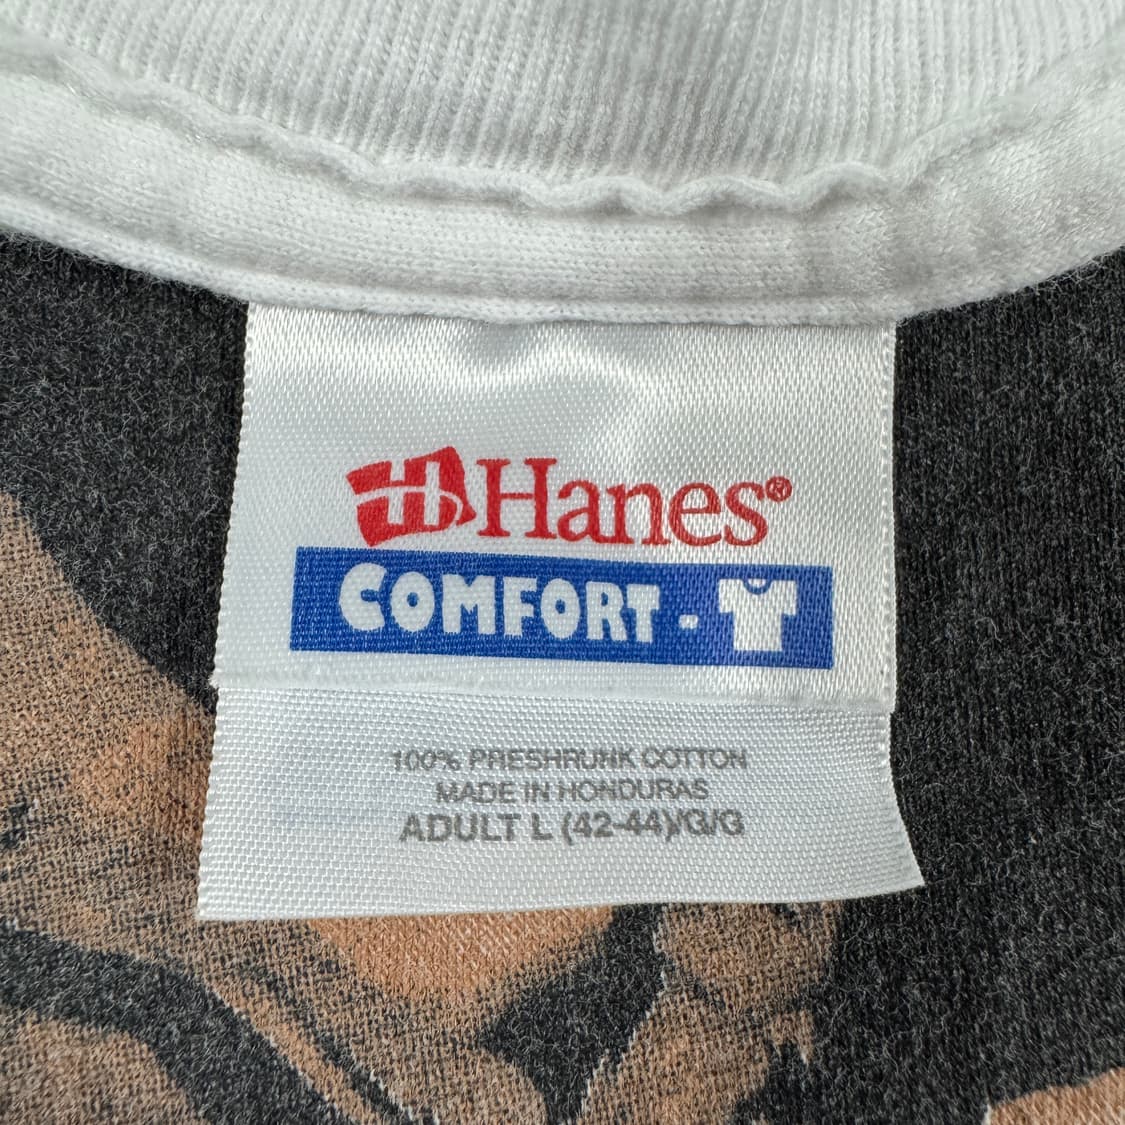 Hanes®
COMFORT-
100% PRESHRUNK COTTON
MADE IN HONDURAS
ADULT L (42-44)/G/G